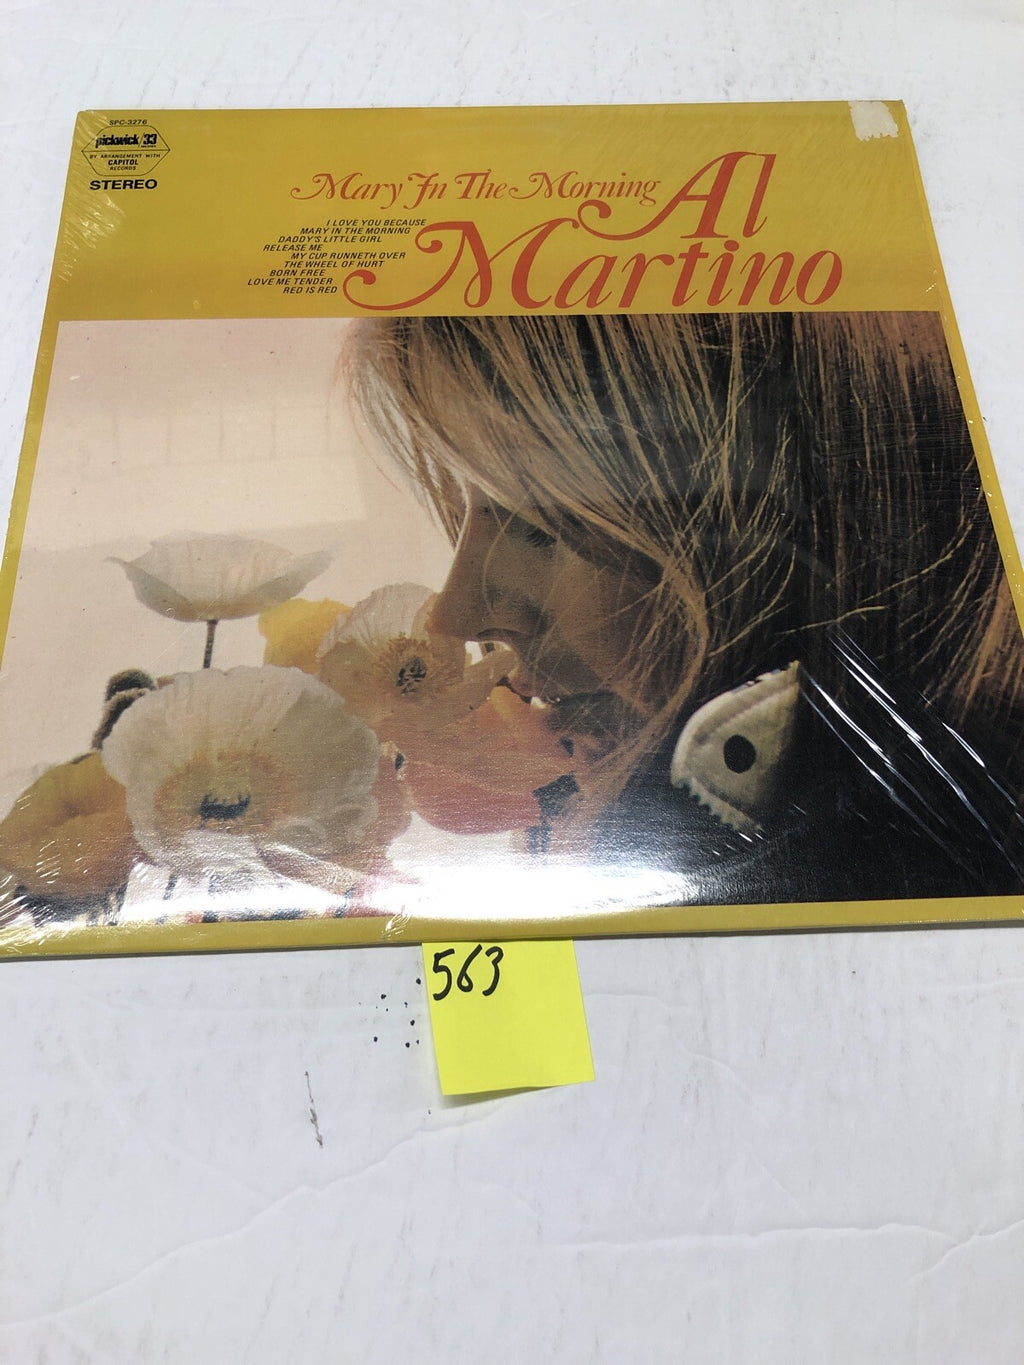 SPC-3276
pickwick/33
RECORDS
BY ARRANGEMENT WITH
CAPITOL
RECORDS
STEREO
Mary In The Morning
Al
Martino
I LOVE YOU BECAUSE
MARY IN THE MORNING
DADDY'S LITTLE GIRL
RELEASE ME
MY CUP RUNNETH OVER
THE WHEEL OF HURT
BORN FREE
LOVE ME TENDER
RED IS RED
563